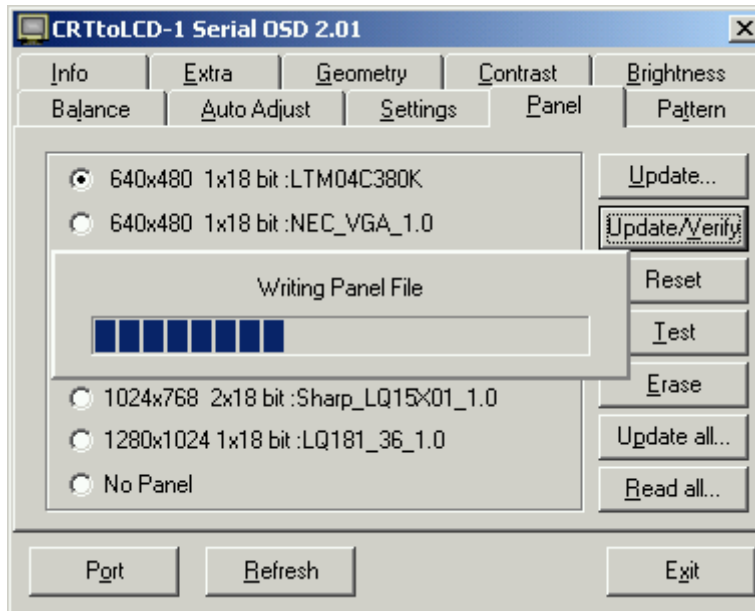 CRTtoLCD-1 Serial OSD 2.01
Info Extra Geometry Contrast Brightness
Balance Auto Adjust Settings Panel Pattern
640x480 1x18 bit :LTM04C380K
Update...
640x480 1x18 bit :NEC_VGA_1.0
Update/Verify
Writing Panel File
Reset
Test
1024x768 2x18 bit :Sharp_LQ15X01_1.0
Erase
1280x1024 1x18 bit :LQ181_36_1.0
Update all...
No Panel
Read all...
Port Refresh Exit